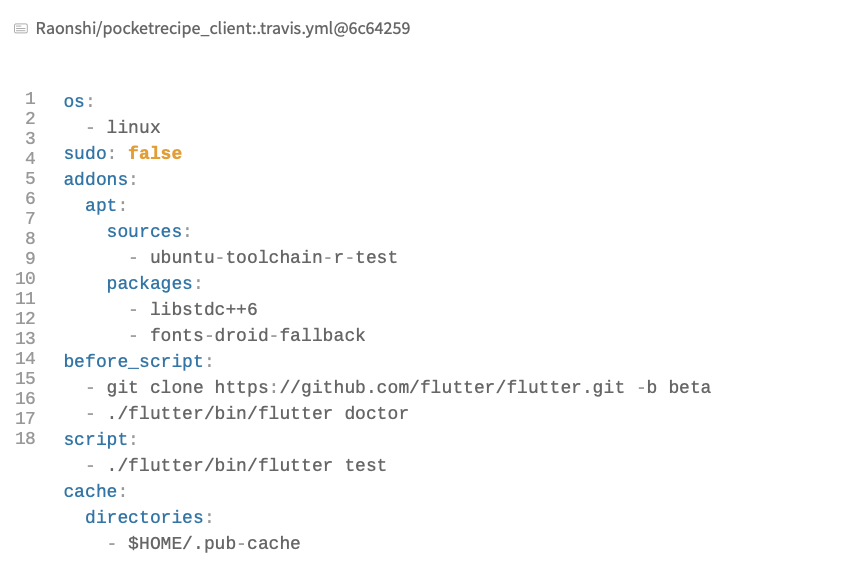 Raonshi/pocketrecipe_client:.travis.yml@6c64259
1 os:
2   - linux
3 sudo: false
4 addons:
5   apt:
6     sources:
7       - ubuntu-toolchain-r-test
8     packages:
9       - libstdc++6
10       - fonts-droid-fallback
11 before_script:
12   - git clone https://github.com/flutter/flutter.git -b beta
13   - ./flutter/bin/flutter doctor
14 script:
15   - ./flutter/bin/flutter test
16 cache:
17   directories:
18     - $HOME/.pub-cache